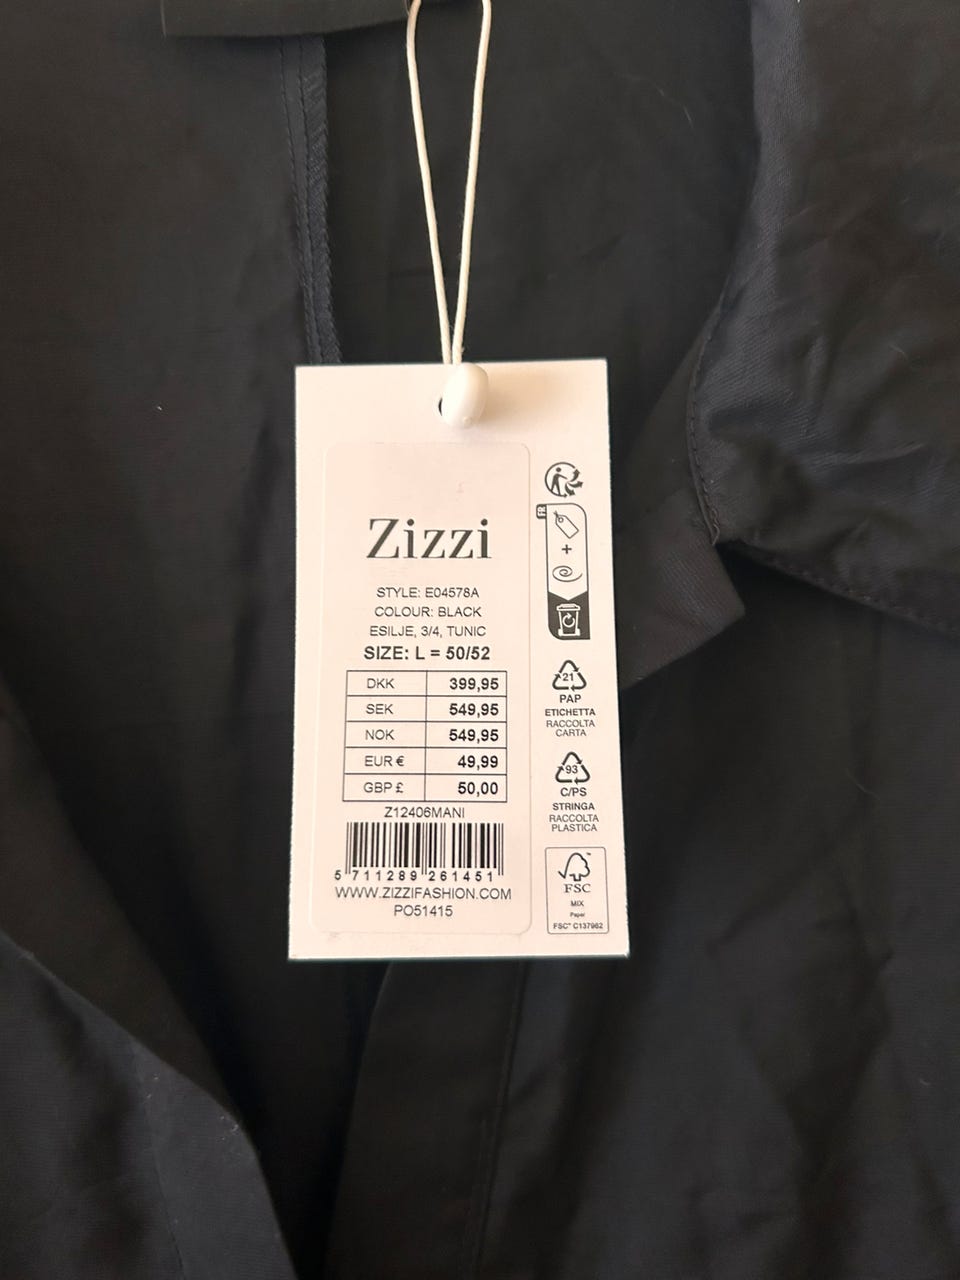 Zizzi
STYLE: E04578A
COLOUR: BLACK
ESILJE, 3/4, TUNIC
SIZE: L = 50/52
DKK 399,95
SEK 549,95
NOK 549,95
EUR € 49,99
GBP £ 50,00
Z12406MANI
5 711289 261451
WWW.ZIZZIFASHION.COM
PO51415
FR
+
21
PAP
ETICHETTA
RACCOLTA
CARTA
93
C/PS
STRINGA
RACCOLTA
PLASTICA
FSC
MIX
Paper
FSC® C137962